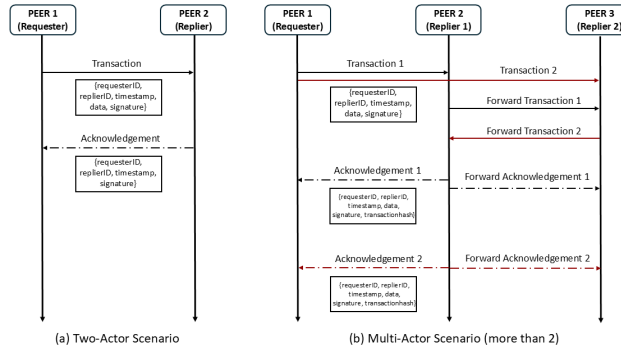 PEER 1
(Requester)
PEER 2
(Replier)
Transaction
{requesterID,
replierID, timestamp,
data, signature}
Acknowledgement
{requesterID,
replierID, timestamp,
signature}
(a) Two-Actor Scenario
PEER 1
(Requester)
PEER 2
(Replier 1)
PEER 3
(Replier 2)
Transaction 1
Transaction 2
{requesterID,
replierID, timestamp,
data, signature}
Forward Transaction 1
Forward Transaction 2
Acknowledgement 1
Forward Acknowledgement 1
{requesterID, replierID,
timestamp, data,
signature, transactionhash}
Acknowledgement 2
Forward Acknowledgement 2
{requesterID, replierID,
timestamp, data,
signature, transactionhash}
(b) Multi-Actor Scenario (more than 2)